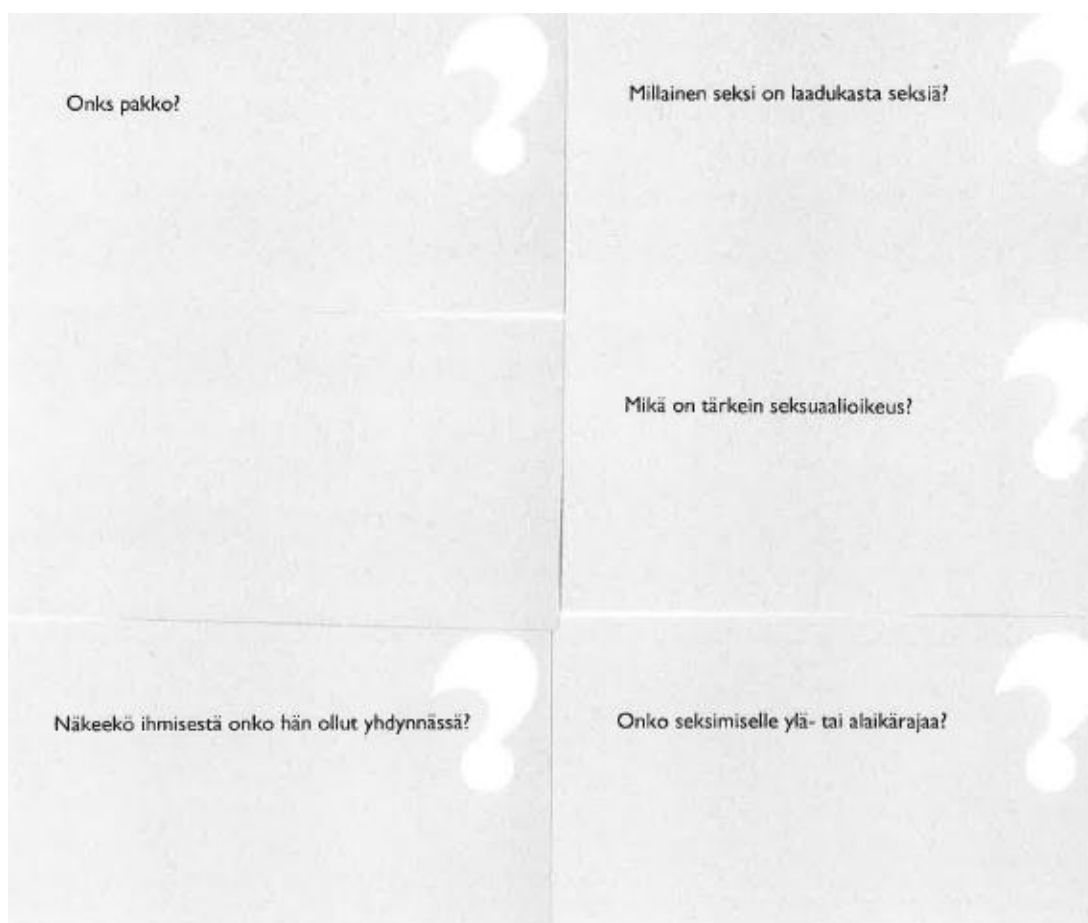 Onks pakko?
Millainen seksi on laadukasta seksiä?
Mikä on tärkein seksuaalioikeus?
Näkeekö ihmisestä onko hän ollut yhdynnässä?
Onko seksimiselle ylä- tai alaikärajaa?